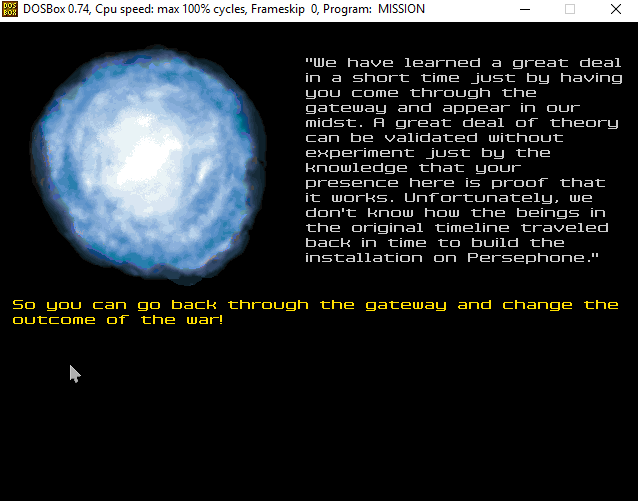 DOSBox 0.74, Cpu speed: max 100% cycles, Frameskip 0, Program: MISSION
DOS
BOX
"We have learned a great deal
in a short time just by having
you come through the
gateway and appear in our
midst. A great deal of theory
can be validated without
experiment just by the
knowledge that your
presence here is proof that
it works. Unfortunately, we
don't know how the beings in
the original timeline traveled
back in time to build the
installation on Persephone."
So you can go back through the gateway and change the
outcome of the war!